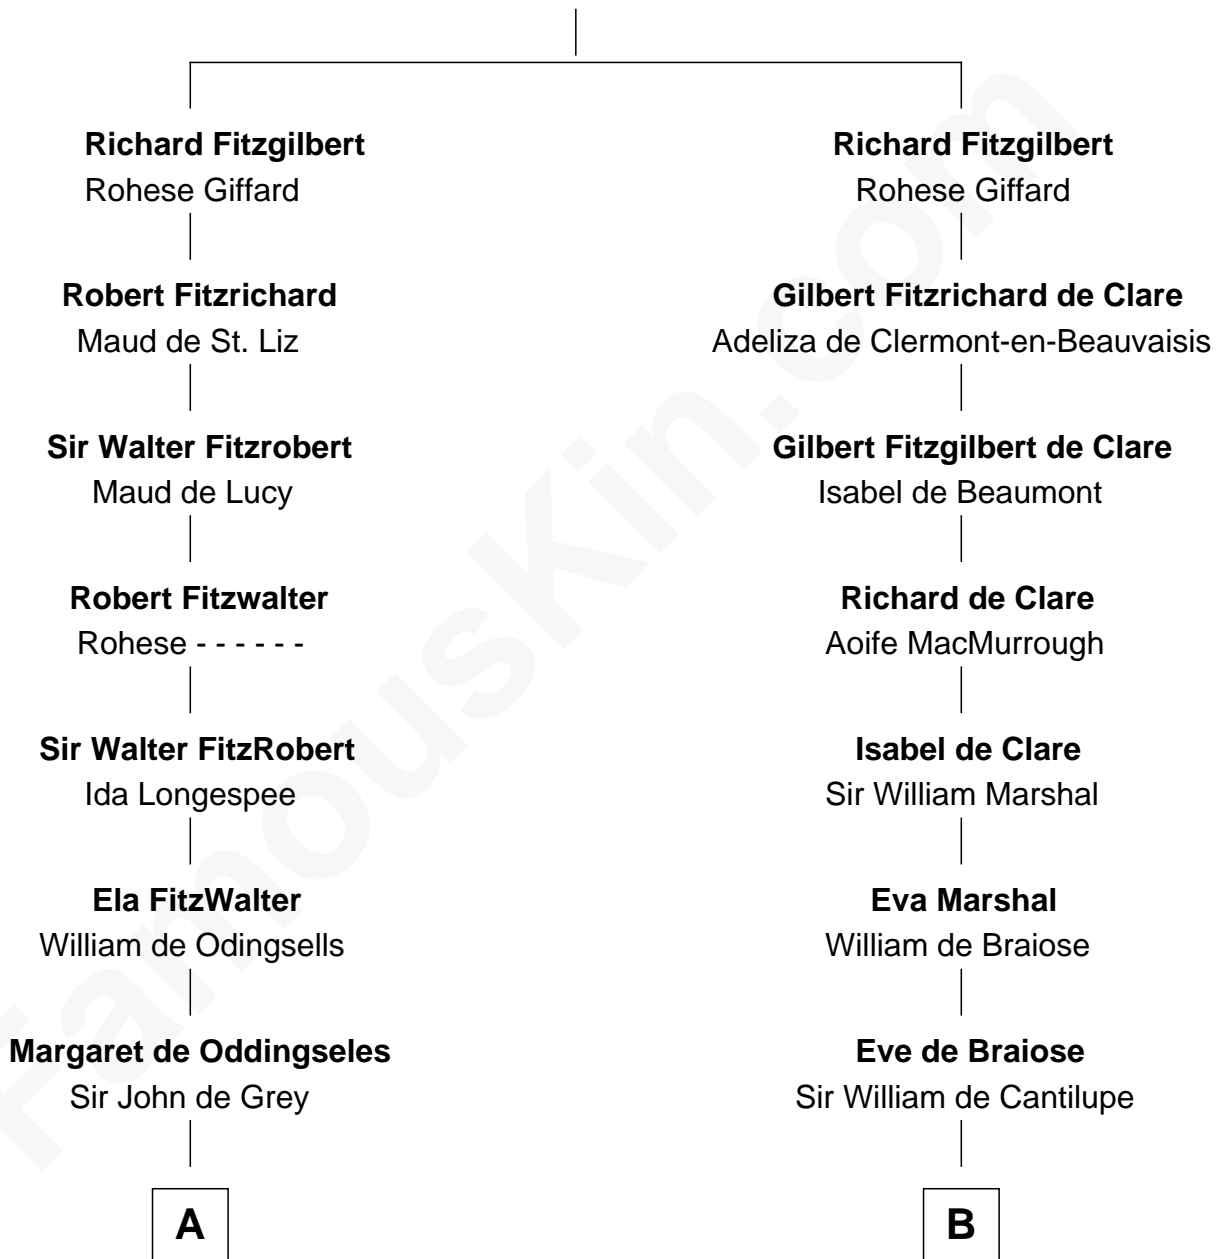 Richard Fitzgilbert
Rohese Giffard
Robert Fitzrichard
Maud de St. Liz
Sir Walter Fitzrobert
Maud de Lucy
Robert Fitzwalter
Rohese - - - - - -
Sir Walter FitzRobert
Ida Longespee
Ela FitzWalter
William de Odingsells
Margaret de Oddingseles
Sir John de Grey
A
Richard Fitzgilbert
Rohese Giffard
Gilbert Fitzrichard de Clare
Adeliza de Clermont-en-Beauvaisis
Gilbert Fitzgilbert de Clare
Isabel de Beaumont
Richard de Clare
Aoife MacMurrough
Isabel de Clare
Sir William Marshal
Eva Marshal
William de Braiose
Eve de Braiose
Sir William de Cantilupe
B
FamousKin.com